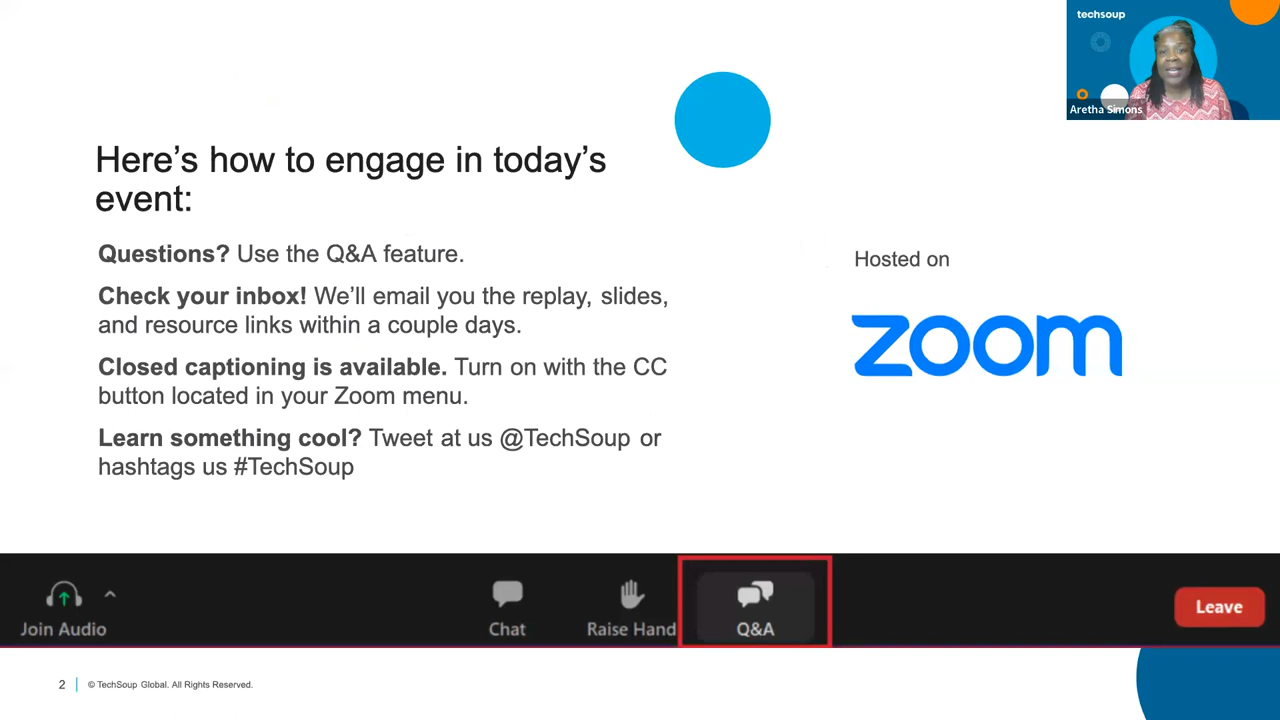 techsoup
Aretha Simons
Here's how to engage in today's
event:
Questions? Use the Q&A feature.
Check your inbox! We'll email you the replay, slides,
and resource links within a couple days.
Closed captioning is available. Turn on with the CC
button located in your Zoom menu.
Learn something cool? Tweet at us @TechSoup or
hashtags us #TechSoup
Hosted on
zoom
Join Audio
Chat
Raise Hand
Q&A
Leave
2
© TechSoup Global. All Rights Reserved.